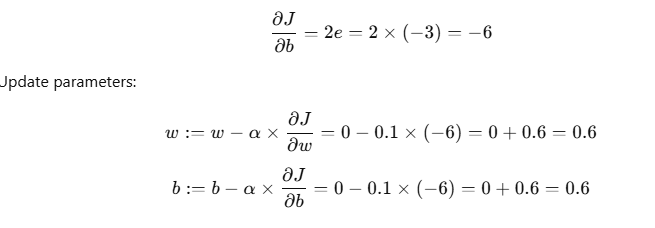 ∂J/∂b = 2e = 2 × (−3) = −6
Update parameters:
w := w − α × ∂J/∂w = 0 − 0.1 × (−6) = 0 + 0.6 = 0.6
b := b − α × ∂J/∂b = 0 − 0.1 × (−6) = 0 + 0.6 = 0.6